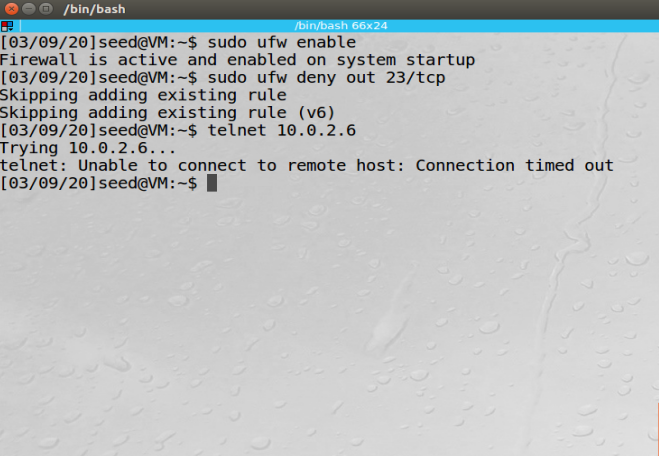 /bin/bash
/bin/bash 66x24
[03/09/20]seed@VM:~$ sudo ufw enable
Firewall is active and enabled on system startup
[03/09/20]seed@VM:~$ sudo ufw deny out 23/tcp
Skipping adding existing rule
Skipping adding existing rule (v6)
[03/09/20]seed@VM:~$ telnet 10.0.2.6
Trying 10.0.2.6...
telnet: Unable to connect to remote host: Connection timed out
[03/09/20]seed@VM:~$